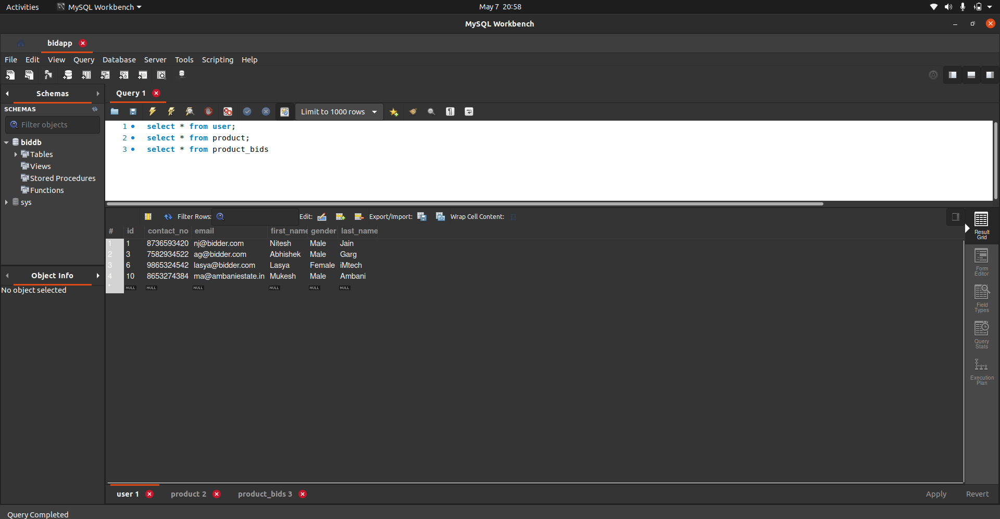 Activities MySQL Workbench May 7 20:58
MySQL Workbench
bidapp
File Edit View Query Database Server Tools Scripting Help
Schemas
Query 1
SCHEMAS
Limit to 1000 rows
Filter objects
1 select * from user;
2 select * from product;
3 select * from product_bids
biddb
Tables
Views
Stored Procedures
Functions
sys
Filter Rows: Edit: Export/Import: Wrap Cell Content:
# id contact_no email first_name gender last_name
1 1 8736593420 nj@bidder.com Nitesh Male Jain
2 3 7582934522 ag@bidder.com Abhishek Male Garg
3 6 9865324542 lasya@bidder.com Lasya Female iMtech
4 10 8653274384 ma@ambaniestate.in Mukesh Male Ambani
* NULL NULL NULL NULL NULL NULL
Result
Grid
Form
Editor
Field
Types
Query
Stats
Execution
Plan
Object Info
No object selected
user 1 product 2 product_bids 3 Apply Revert
Query Completed